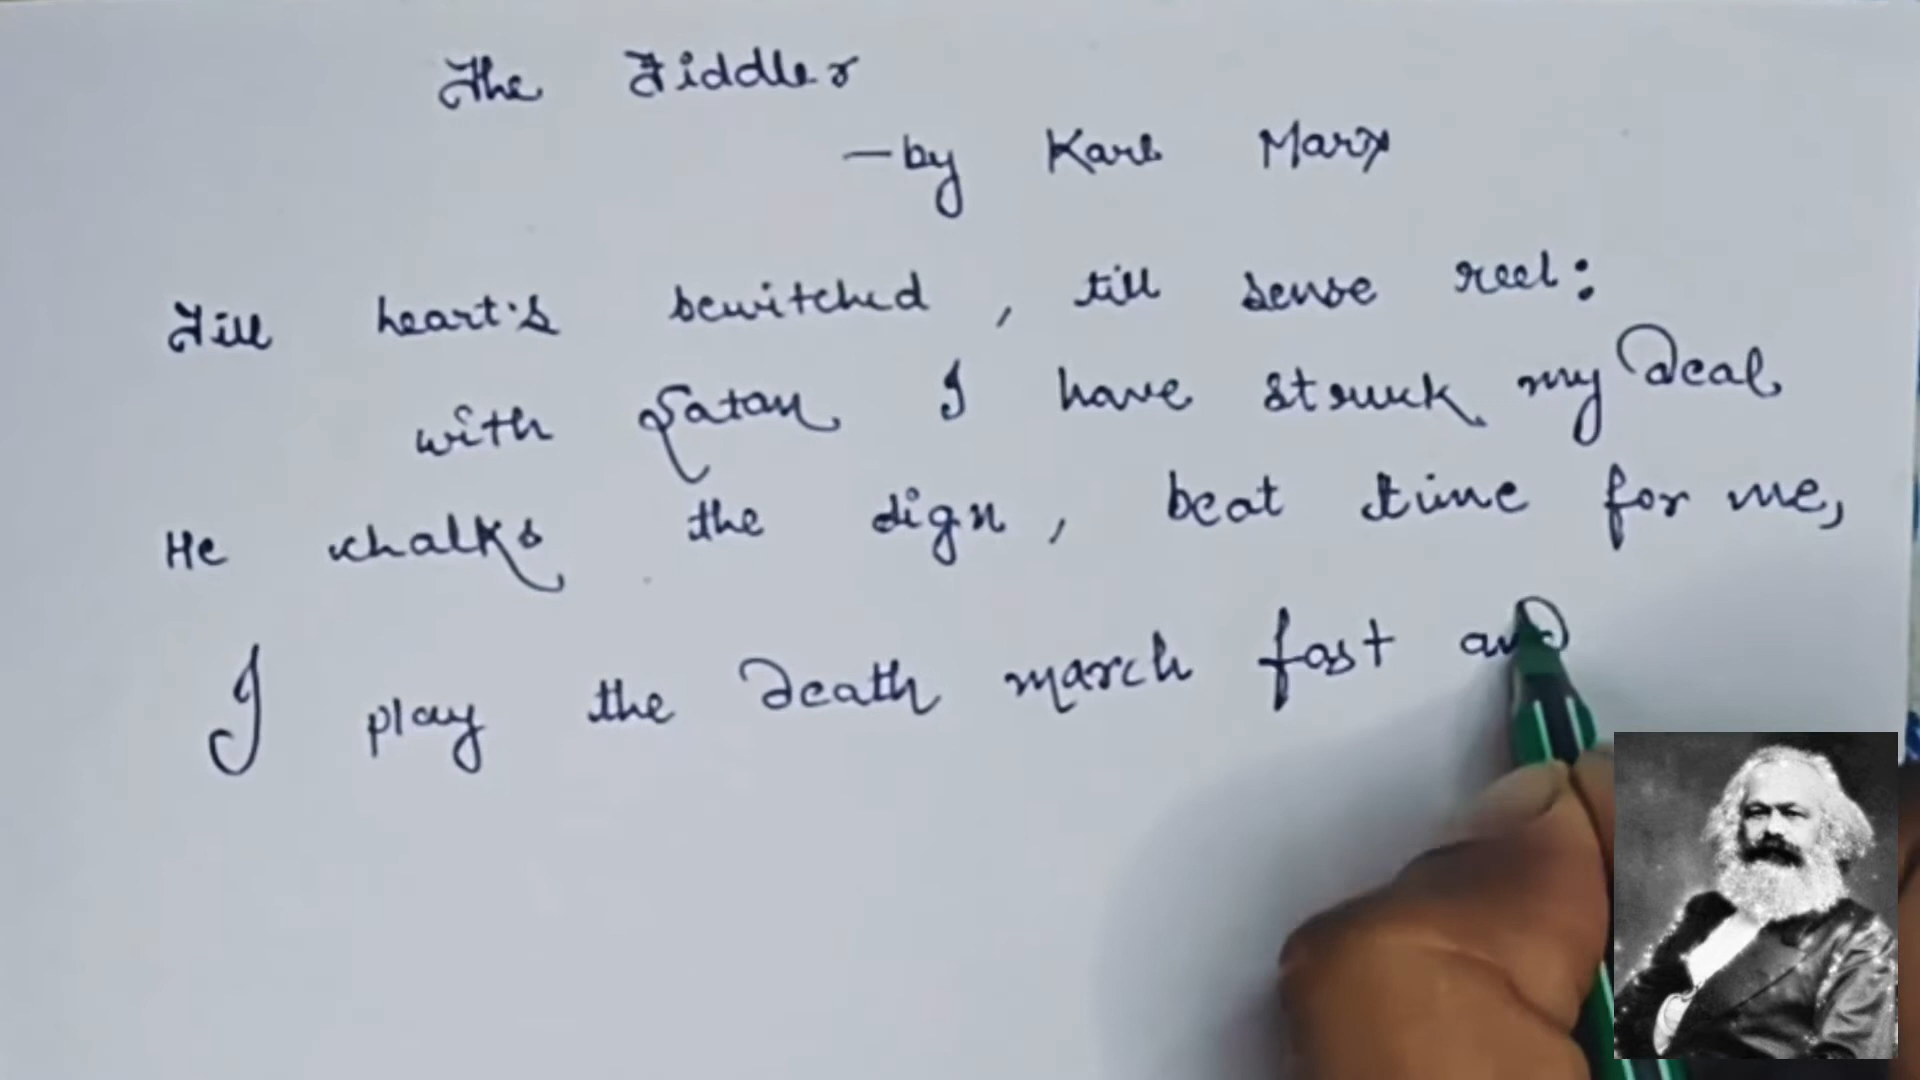 The Fiddler
—by Karl Marx
Till heart's bewitched, till sense reel:
with Satan I have struck my deal
He chalks the sign, beat time for me,
I play the death march fast and